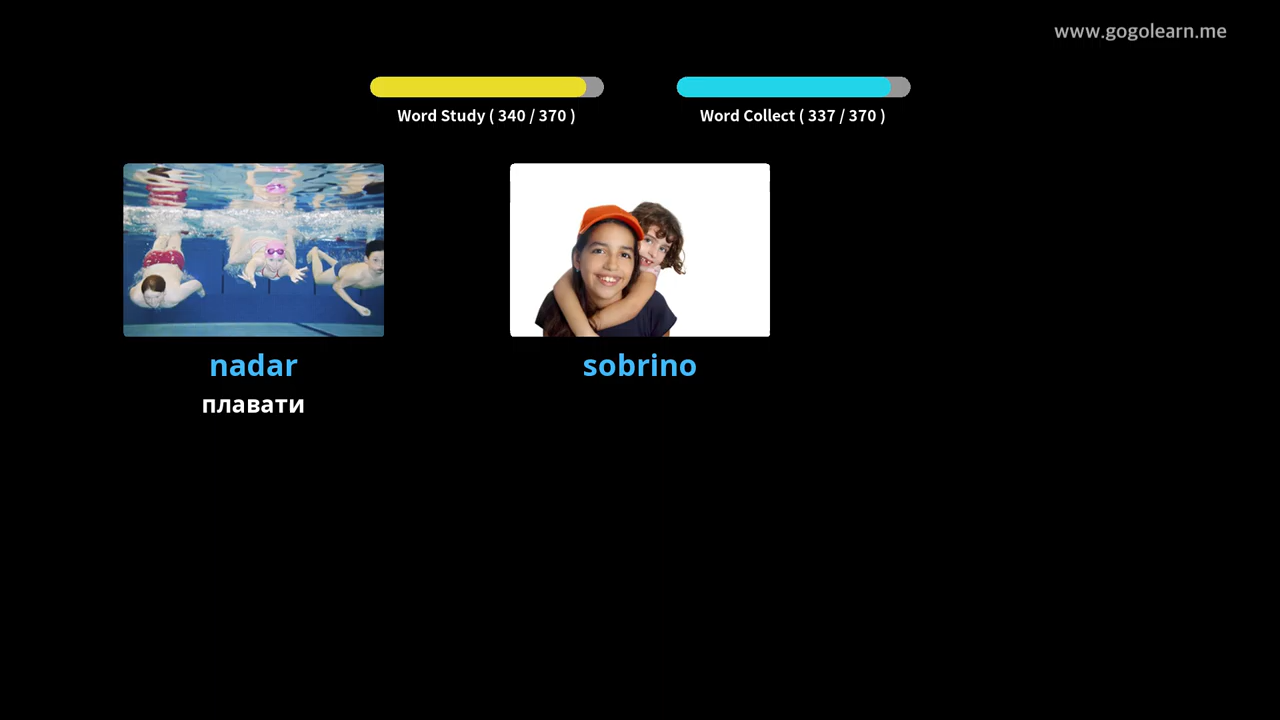 www.gogolearn.me
Word Study ( 340 / 370 )
Word Collect ( 337 / 370 )
nadar
sobrino
плавати